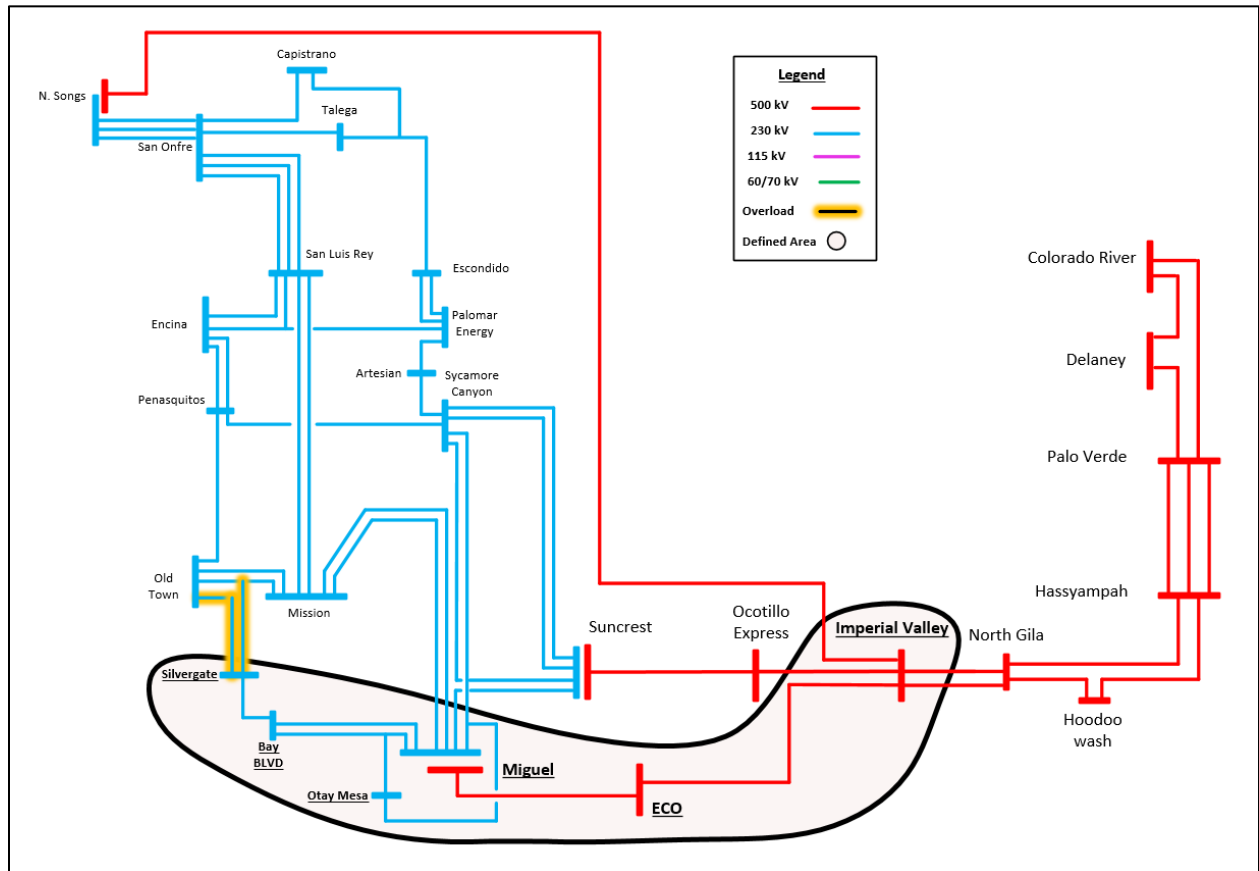 Capistrano
N. Songs
Talega
San Onfre
San Luis Rey
Escondido
Encina
Palomar
Energy
Artesian
Sycamore
Canyon
Penasquitos
Old
Town
Mission
Silvergate
Bay
BLVD
Otay Mesa
Miguel
ECO
Suncrest
Ocotillo
Express
Imperial Valley
North Gila
Hoodoo
wash
Hassyampah
Palo Verde
Delaney
Colorado River
Legend
500 kV
230 kV
115 kV
60/70 kV
Overload
Defined Area